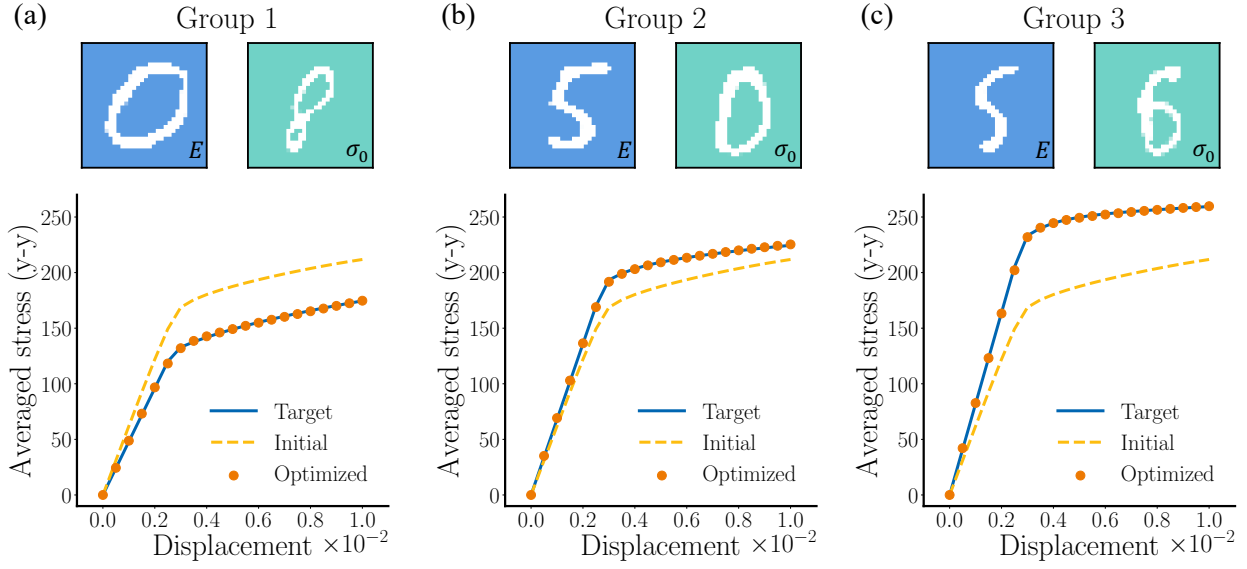 (a) Group 1
E
σ₀
Averaged stress (y-y)
250
200
150
100
50
0
Target
Initial
Optimized
0.0 0.2 0.4 0.6 0.8 1.0
Displacement ×10⁻²
(b) Group 2
E
σ₀
Averaged stress (y-y)
250
200
150
100
50
0
Target
Initial
Optimized
0.0 0.2 0.4 0.6 0.8 1.0
Displacement ×10⁻²
(c) Group 3
E
σ₀
Averaged stress (y-y)
250
200
150
100
50
0
Target
Initial
Optimized
0.0 0.2 0.4 0.6 0.8 1.0
Displacement ×10⁻²